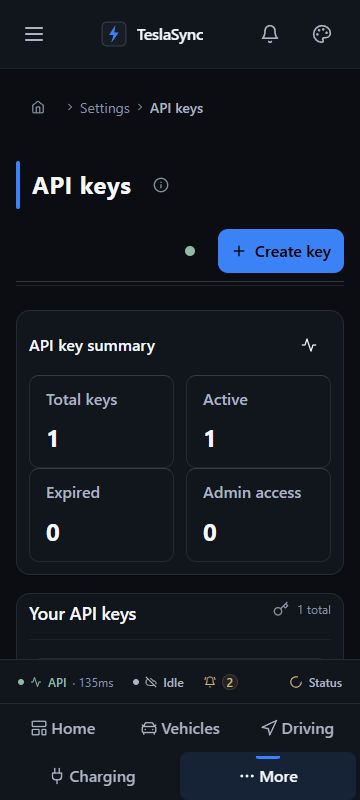 TeslaSync
Settings
API keys
API keys
Create key
API key summary
Total keys
Active
1
1
Expired
Admin access
0
0
Your API keys
1 total
API · 135ms
Idle
2
Status
Home
Vehicles
Driving
Charging
More